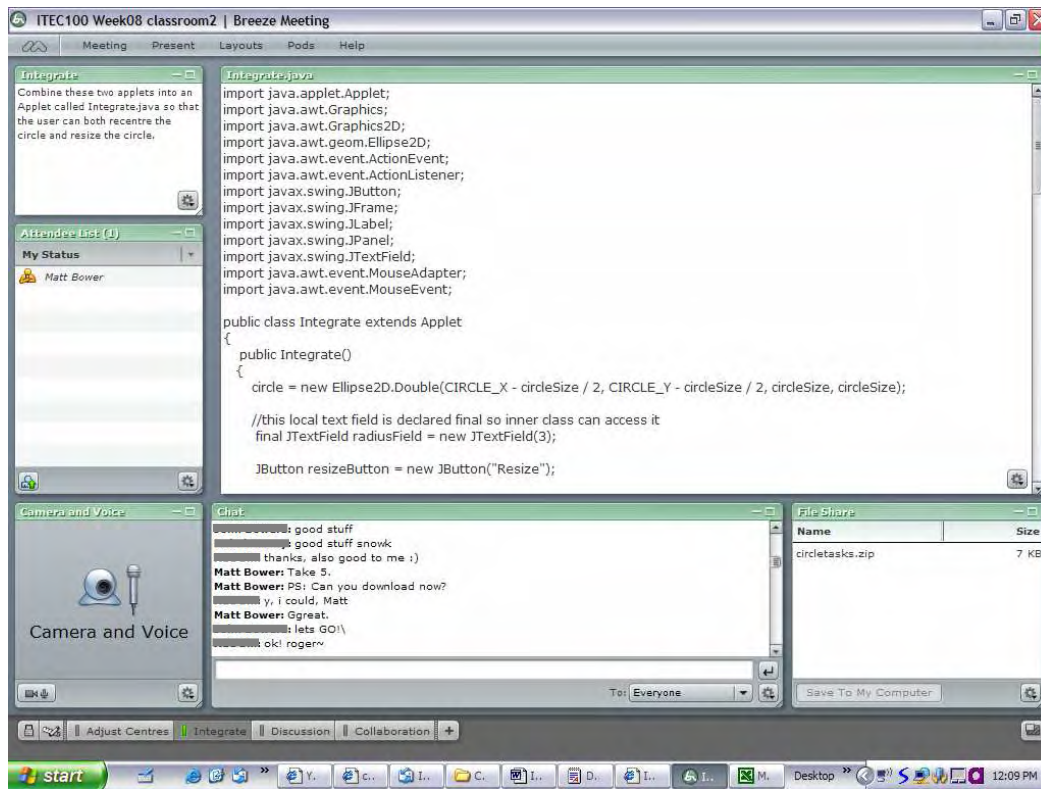 ITEC100 Week08 classroom2 | Breeze Meeting
Meeting Present Layouts Pods Help
Integrate
Combine these two applets into an
Applet called Integrate.java so that
the user can both recentre the
circle and resize the circle.
Attendee List (1)
My Status
Matt Bower
Camera and Voice
Camera and Voice
Integrate.java
import java.applet.Applet;
import java.awt.Graphics;
import java.awt.Graphics2D;
import java.awt.geom.Ellipse2D;
import java.awt.event.ActionEvent;
import java.awt.event.ActionListener;
import javax.swing.JButton;
import javax.swing.JFrame;
import javax.swing.JLabel;
import javax.swing.JPanel;
import javax.swing.JTextField;
import java.awt.event.MouseAdapter;
import java.awt.event.MouseEvent;
public class Integrate extends Applet
{
public Integrate()
{
circle = new Ellipse2D.Double(CIRCLE_X - circleSize / 2, CIRCLE_Y - circleSize / 2, circleSize, circleSize);
//this local text field is declared final so inner class can access it
final JTextField radiusField = new JTextField(3);
JButton resizeButton = new JButton("Resize");
Chat
: good stuff
: good stuff snowk
thanks, also good to me :)
Matt Bower: Take 5.
Matt Bower: PS: Can you download now?
y, i could, Matt
Matt Bower: Ggreat.
: lets GO!\
: ok! roger~
To: Everyone
File Share
Name Size
circletasks.zip 7 KB
Save To My Computer
Adjust Centres Integrate Discussion Collaboration +
start » Y. c.. I.. C. I.. D. I.. I.. M. Desktop » 12:09 PM